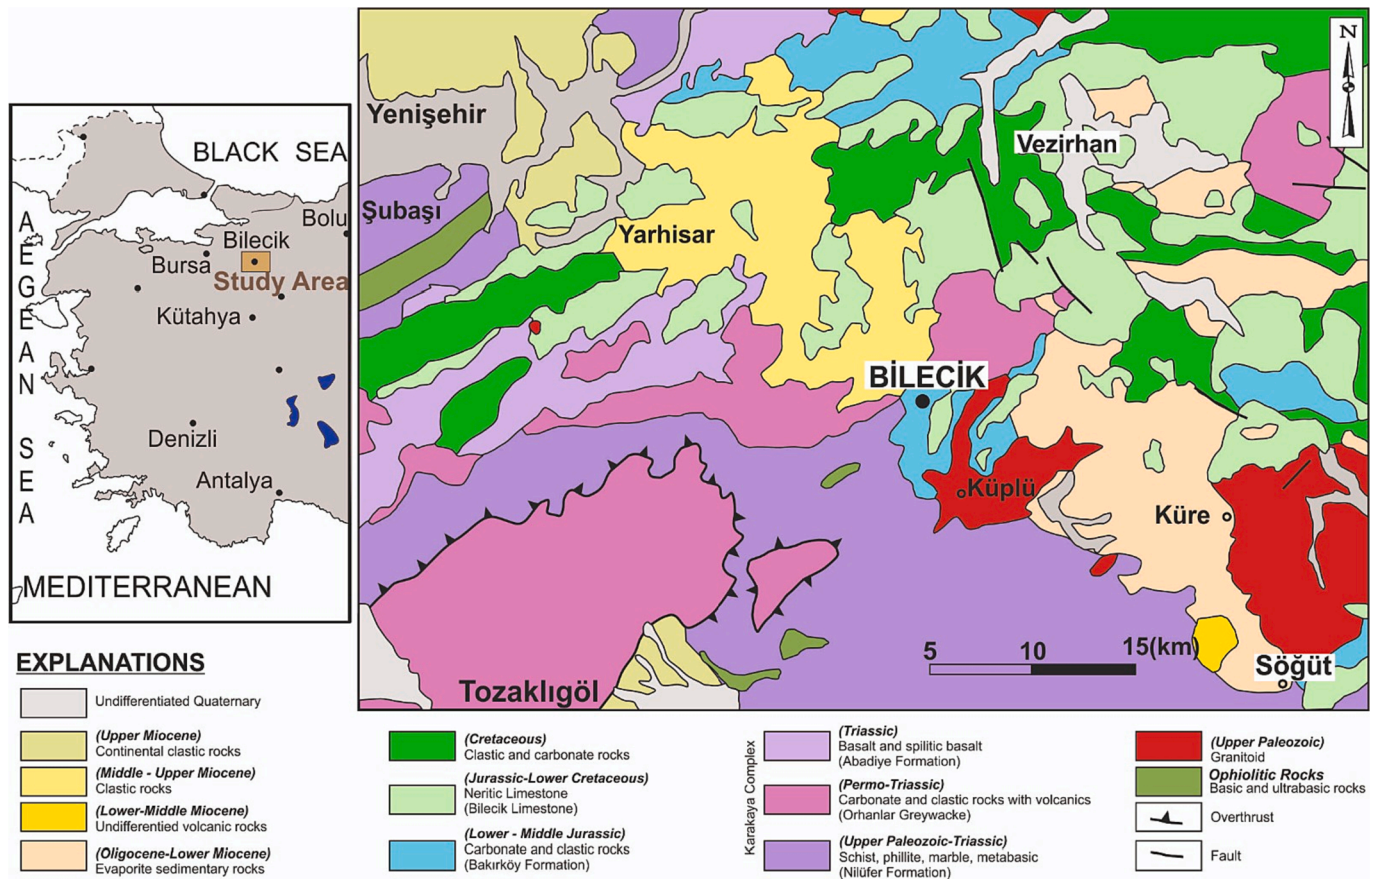 BLACK SEA
AEGEAN SEA
Bolu
Bilecik
Bursa
Study Area
Kütahya
Denizli
Antalya
MEDITERRANEAN
N
Yenişehir
Vezirhan
Şubaşı
Yarhisar
BİLECİK
Küplü
Küre
5 10 15(km)
Söğüt
Tozaklıgöl
EXPLANATIONS
Undifferentiated Quaternary
(Upper Miocene)
Continental clastic rocks
(Middle - Upper Miocene)
Clastic rocks
(Lower-Middle Miocene)
Undifferentied volcanic rocks
(Oligocene-Lower Miocene)
Evaporite sedimentary rocks
(Cretaceous)
Clastic and carbonate rocks
(Jurassic-Lower Cretaceous)
Neritic Limestone
(Bilecik Limestone)
(Lower - Middle Jurassic)
Carbonate and clastic rocks
(Bakırköy Formation)
Karakaya Complex
(Triassic)
Basalt and spilitic basalt
(Abadiye Formation)
(Permo-Triassic)
Carbonate and clastic rocks with volcanics
(Orhanlar Greywacke)
(Upper Paleozoic-Triassic)
Schist, phillite, marble, metabasic
(Nilüfer Formation)
(Upper Paleozoic)
Granitoid
Ophiolitic Rocks
Basic and ultrabasic rocks
Overthrust
Fault